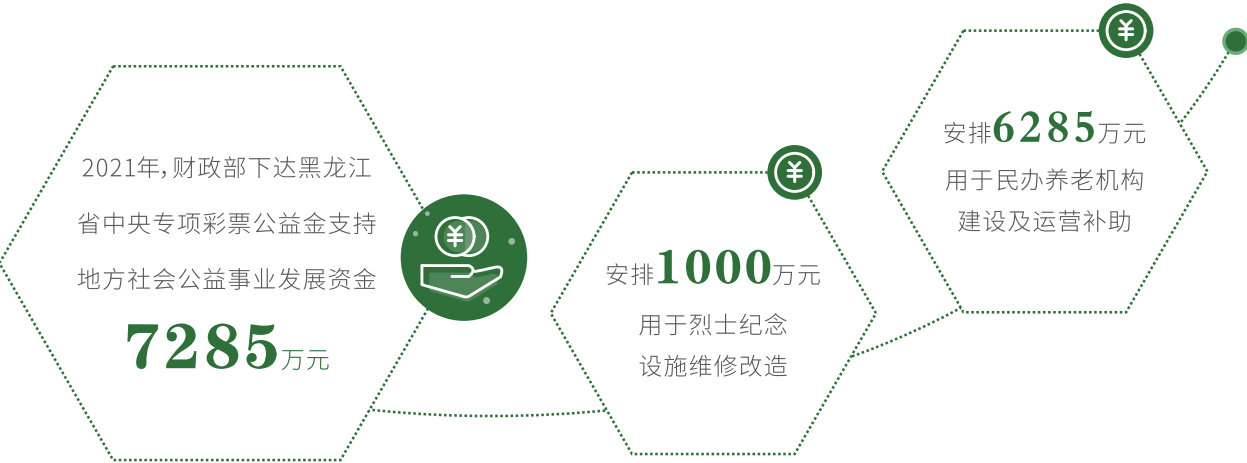 2021年，财政部下达黑龙江
省中央专项彩票公益金支持
地方社会公益事业发展资金
7285万元
安排1000万元
用于烈士纪念
设施维修改造
安排6285万元
用于民办养老机构
建设及运营补助